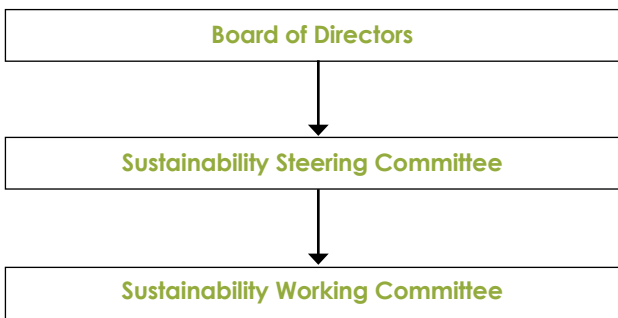 Board of Directors
Sustainability Steering Committee
Sustainability Working Committee